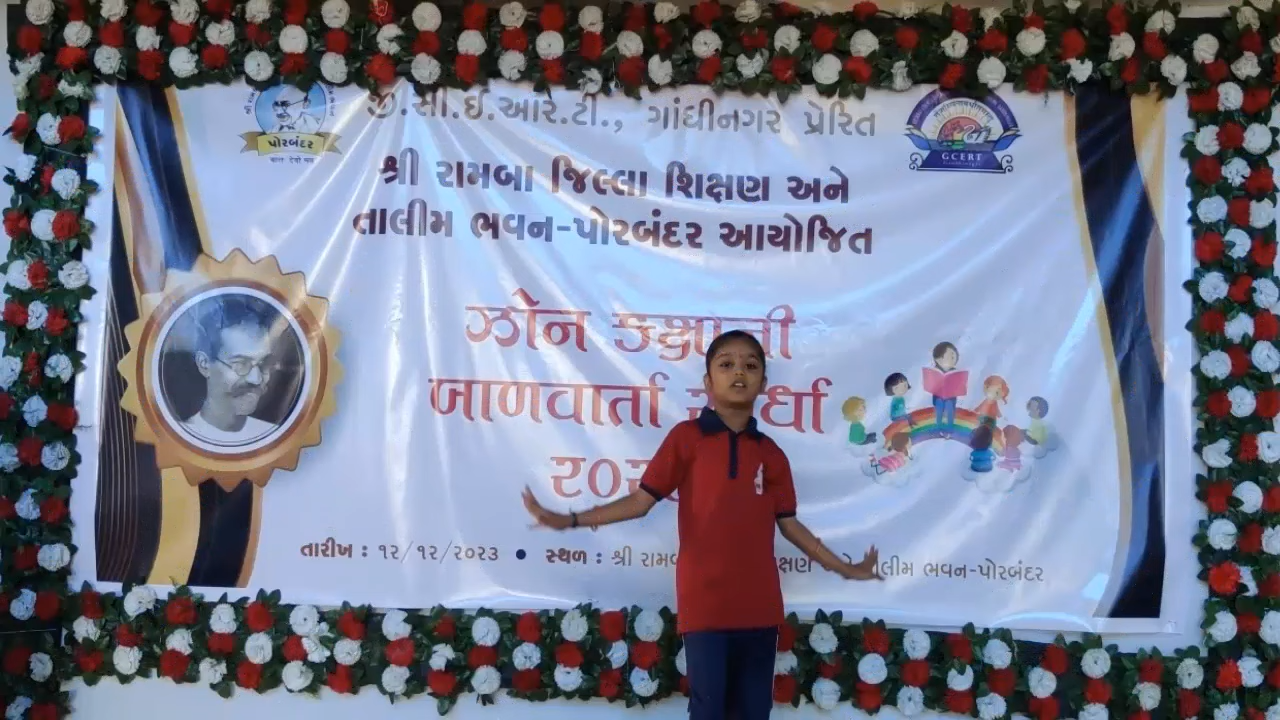 જી.સી.ઈ.આર.ટી., ગાંધીનગર પ્રેરિત
પોરબંદર
GCERT
શ્રી રામબા જિલ્લા શિક્ષણ અને
તાલીમ ભવન-પોરબંદર આયોજિત
ઝોન કક્ષાની
બાળવાર્તા
તારીખ : ૧૨/૧૨/૨૦૨૩ • સ્થળ : શ્રી ભવન-પોરબંદર